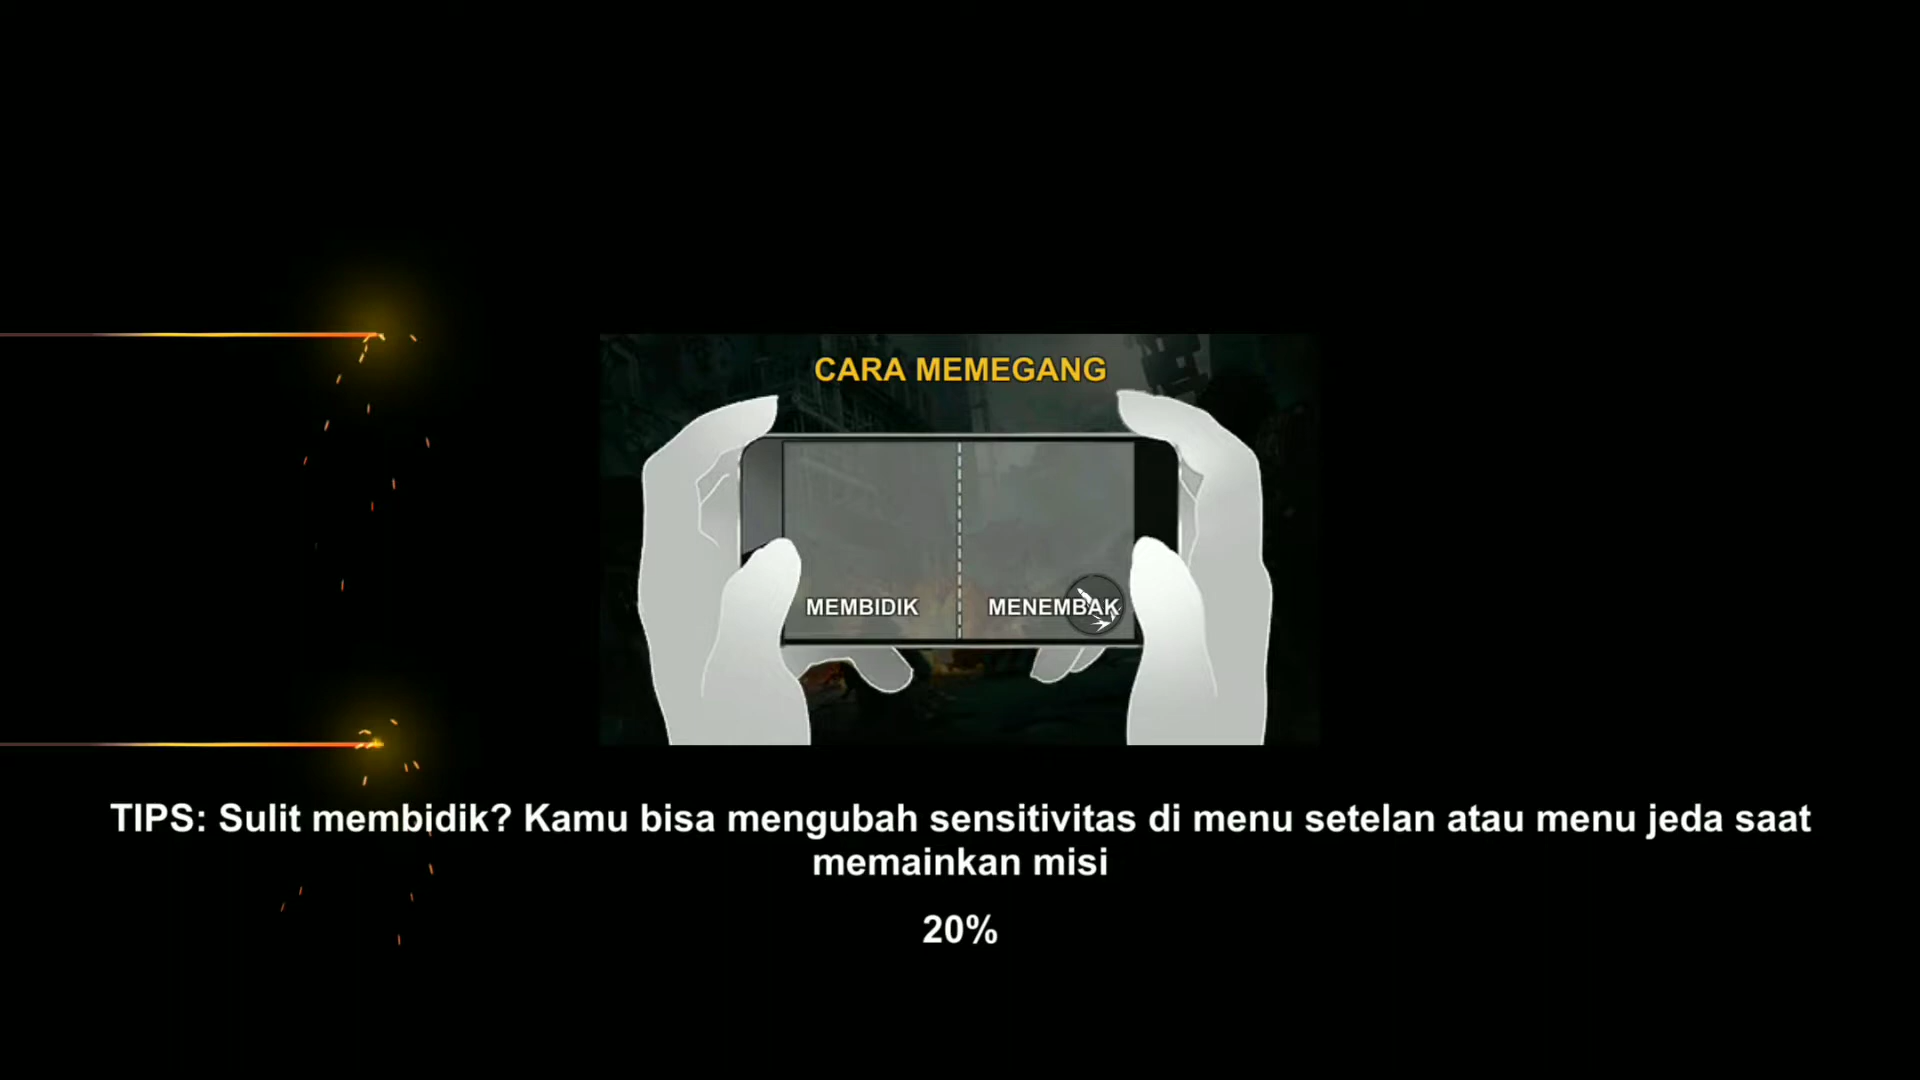 CARA MEMEGANG
MEMBIDIK
MENEMBAK
TIPS: Sulit membidik? Kamu bisa mengubah sensitivitas di menu setelan atau menu jeda saat
memainkan misi
20%